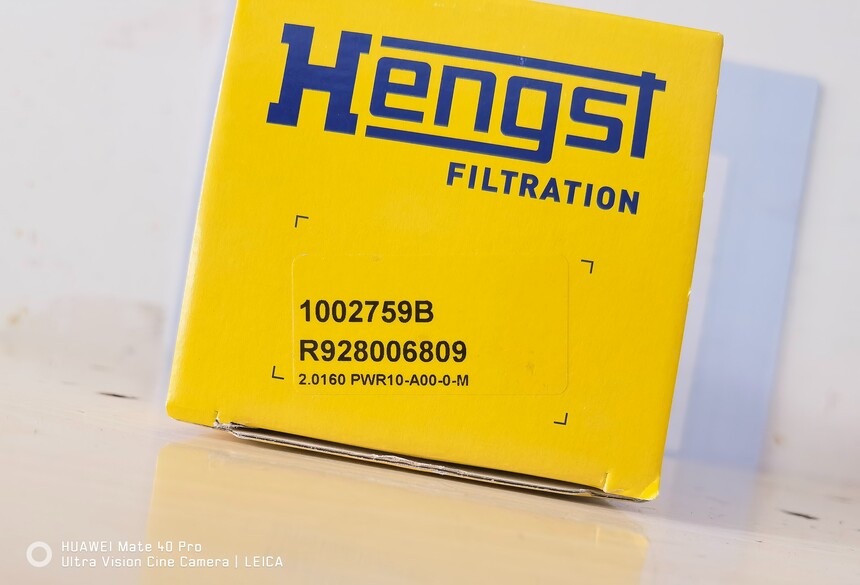 Hengst
FILTRATION
1002759B
R928006809
2.0160 PWR10-A00-0-M
HUAWEI Mate 40 Pro
Ultra Vision Cine Camera | LEICA